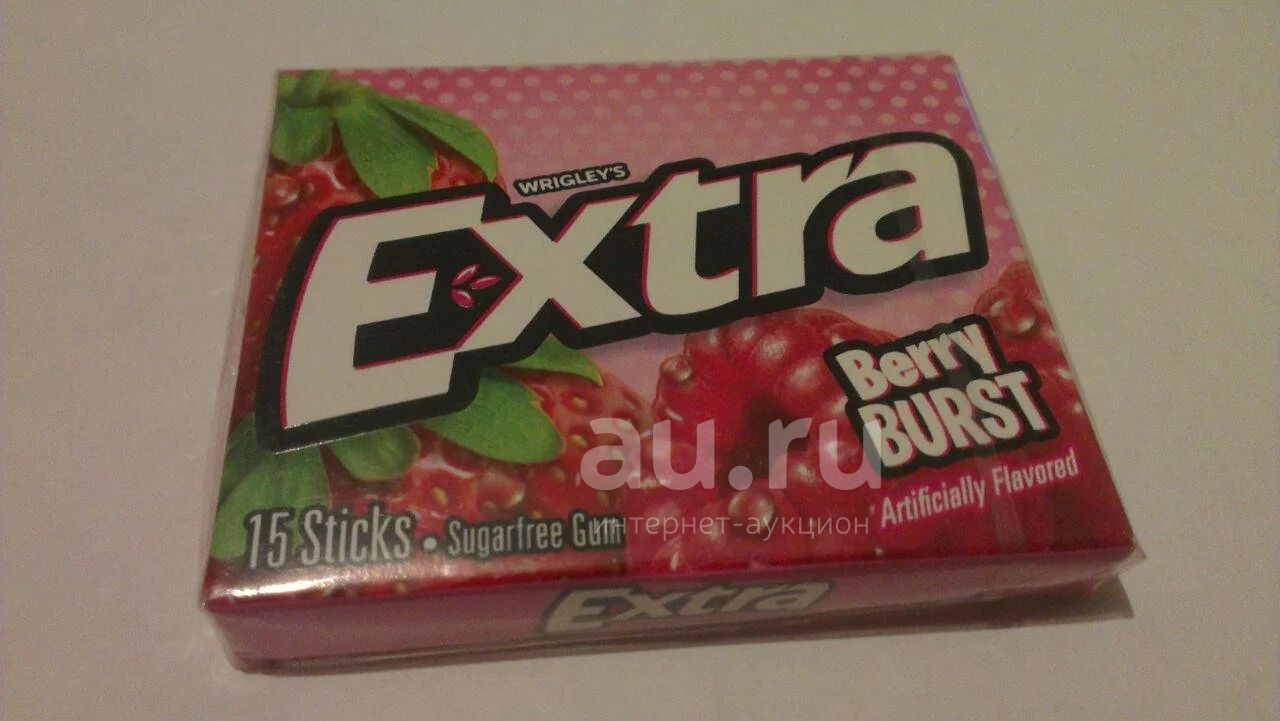 WRIGLEY'S
Extra
Berry
BURST
Artificially Flavored
15 Sticks • Sugarfree Gum
Extra
au.ru
интернет-аукцион